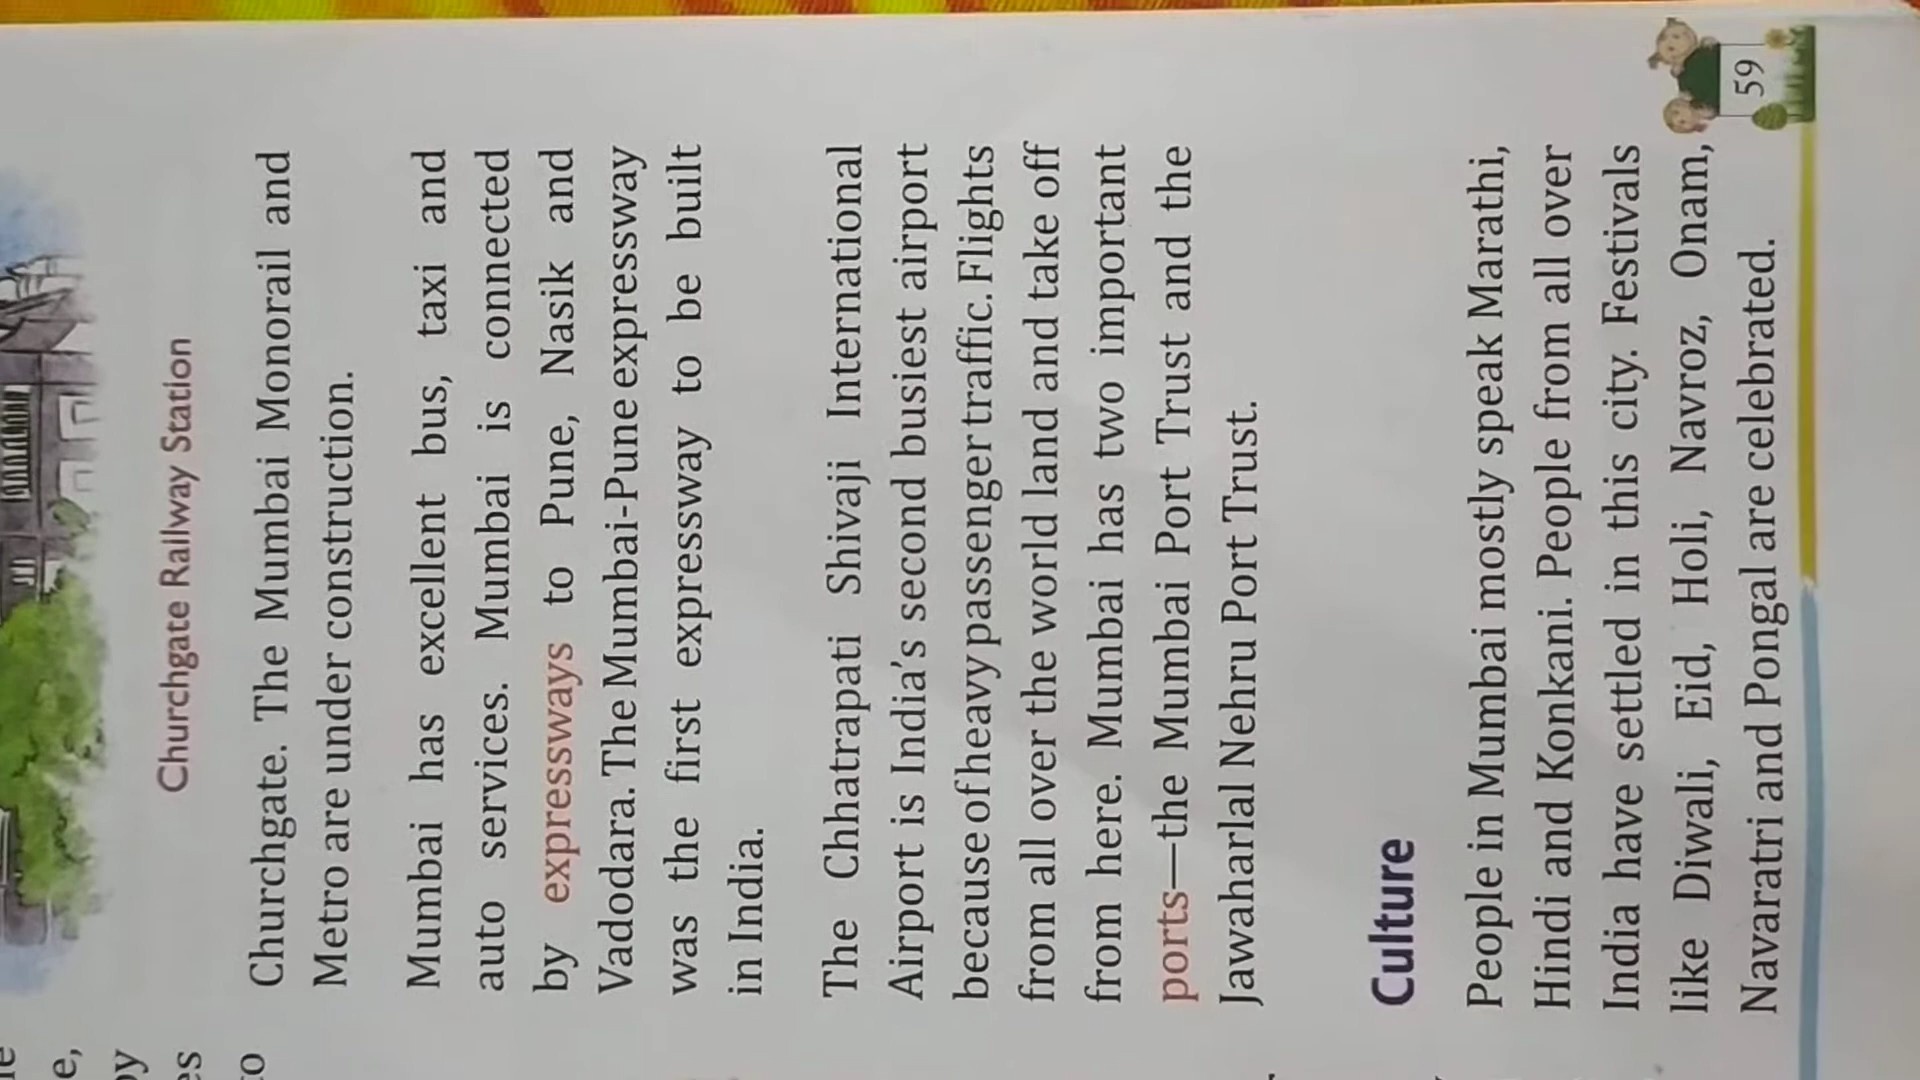 Churchgate Railway Station
Churchgate. The Mumbai Monorail and
Metro are under construction.
Mumbai has excellent bus, taxi and
auto services. Mumbai is connected
by expressways to Pune, Nasik and
Vadodara. The Mumbai-Pune expressway
was the first expressway to be built
in India.
The Chhatrapati Shivaji International
Airport is India's second busiest airport
because of heavy passenger traffic. Flights
from all over the world land and take off
from here. Mumbai has two important
ports—the Mumbai Port Trust and the
Jawaharlal Nehru Port Trust.
Culture
People in Mumbai mostly speak Marathi,
Hindi and Konkani. People from all over
India have settled in this city. Festivals
like Diwali, Eid, Holi, Navroz, Onam,
Navaratri and Pongal are celebrated.
59